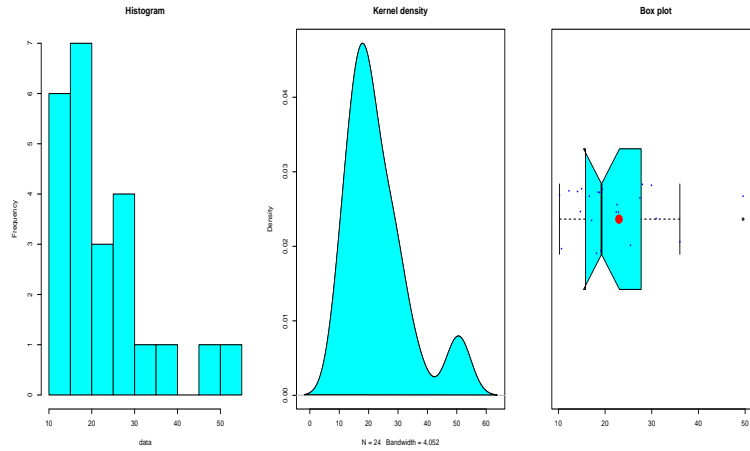 Histogram
Frequency
0 1 2 3 4 5 6 7
10 20 30 40 50
data
Kernel density
Density
0.00 0.01 0.02 0.03 0.04
0 10 20 30 40 50 60
N = 24 Bandwidth = 4.052
Box plot
10 20 30 40 50